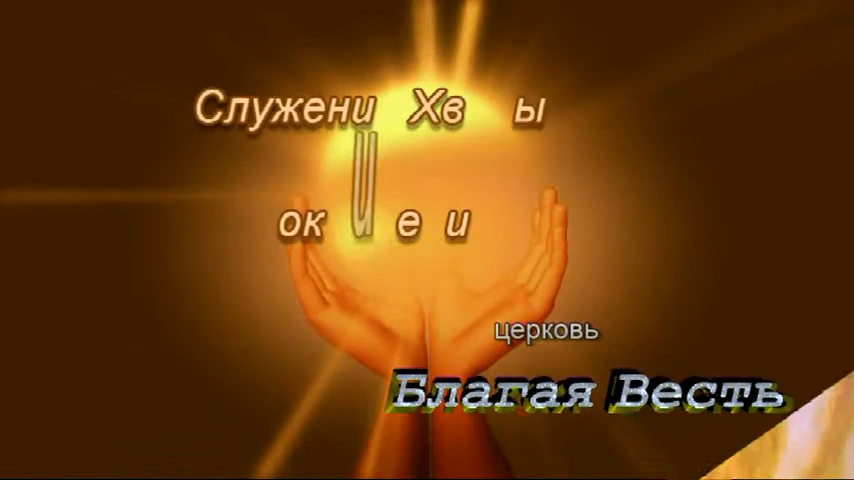 Служени Хв ы
ок и е и
церковь
Благая Весть